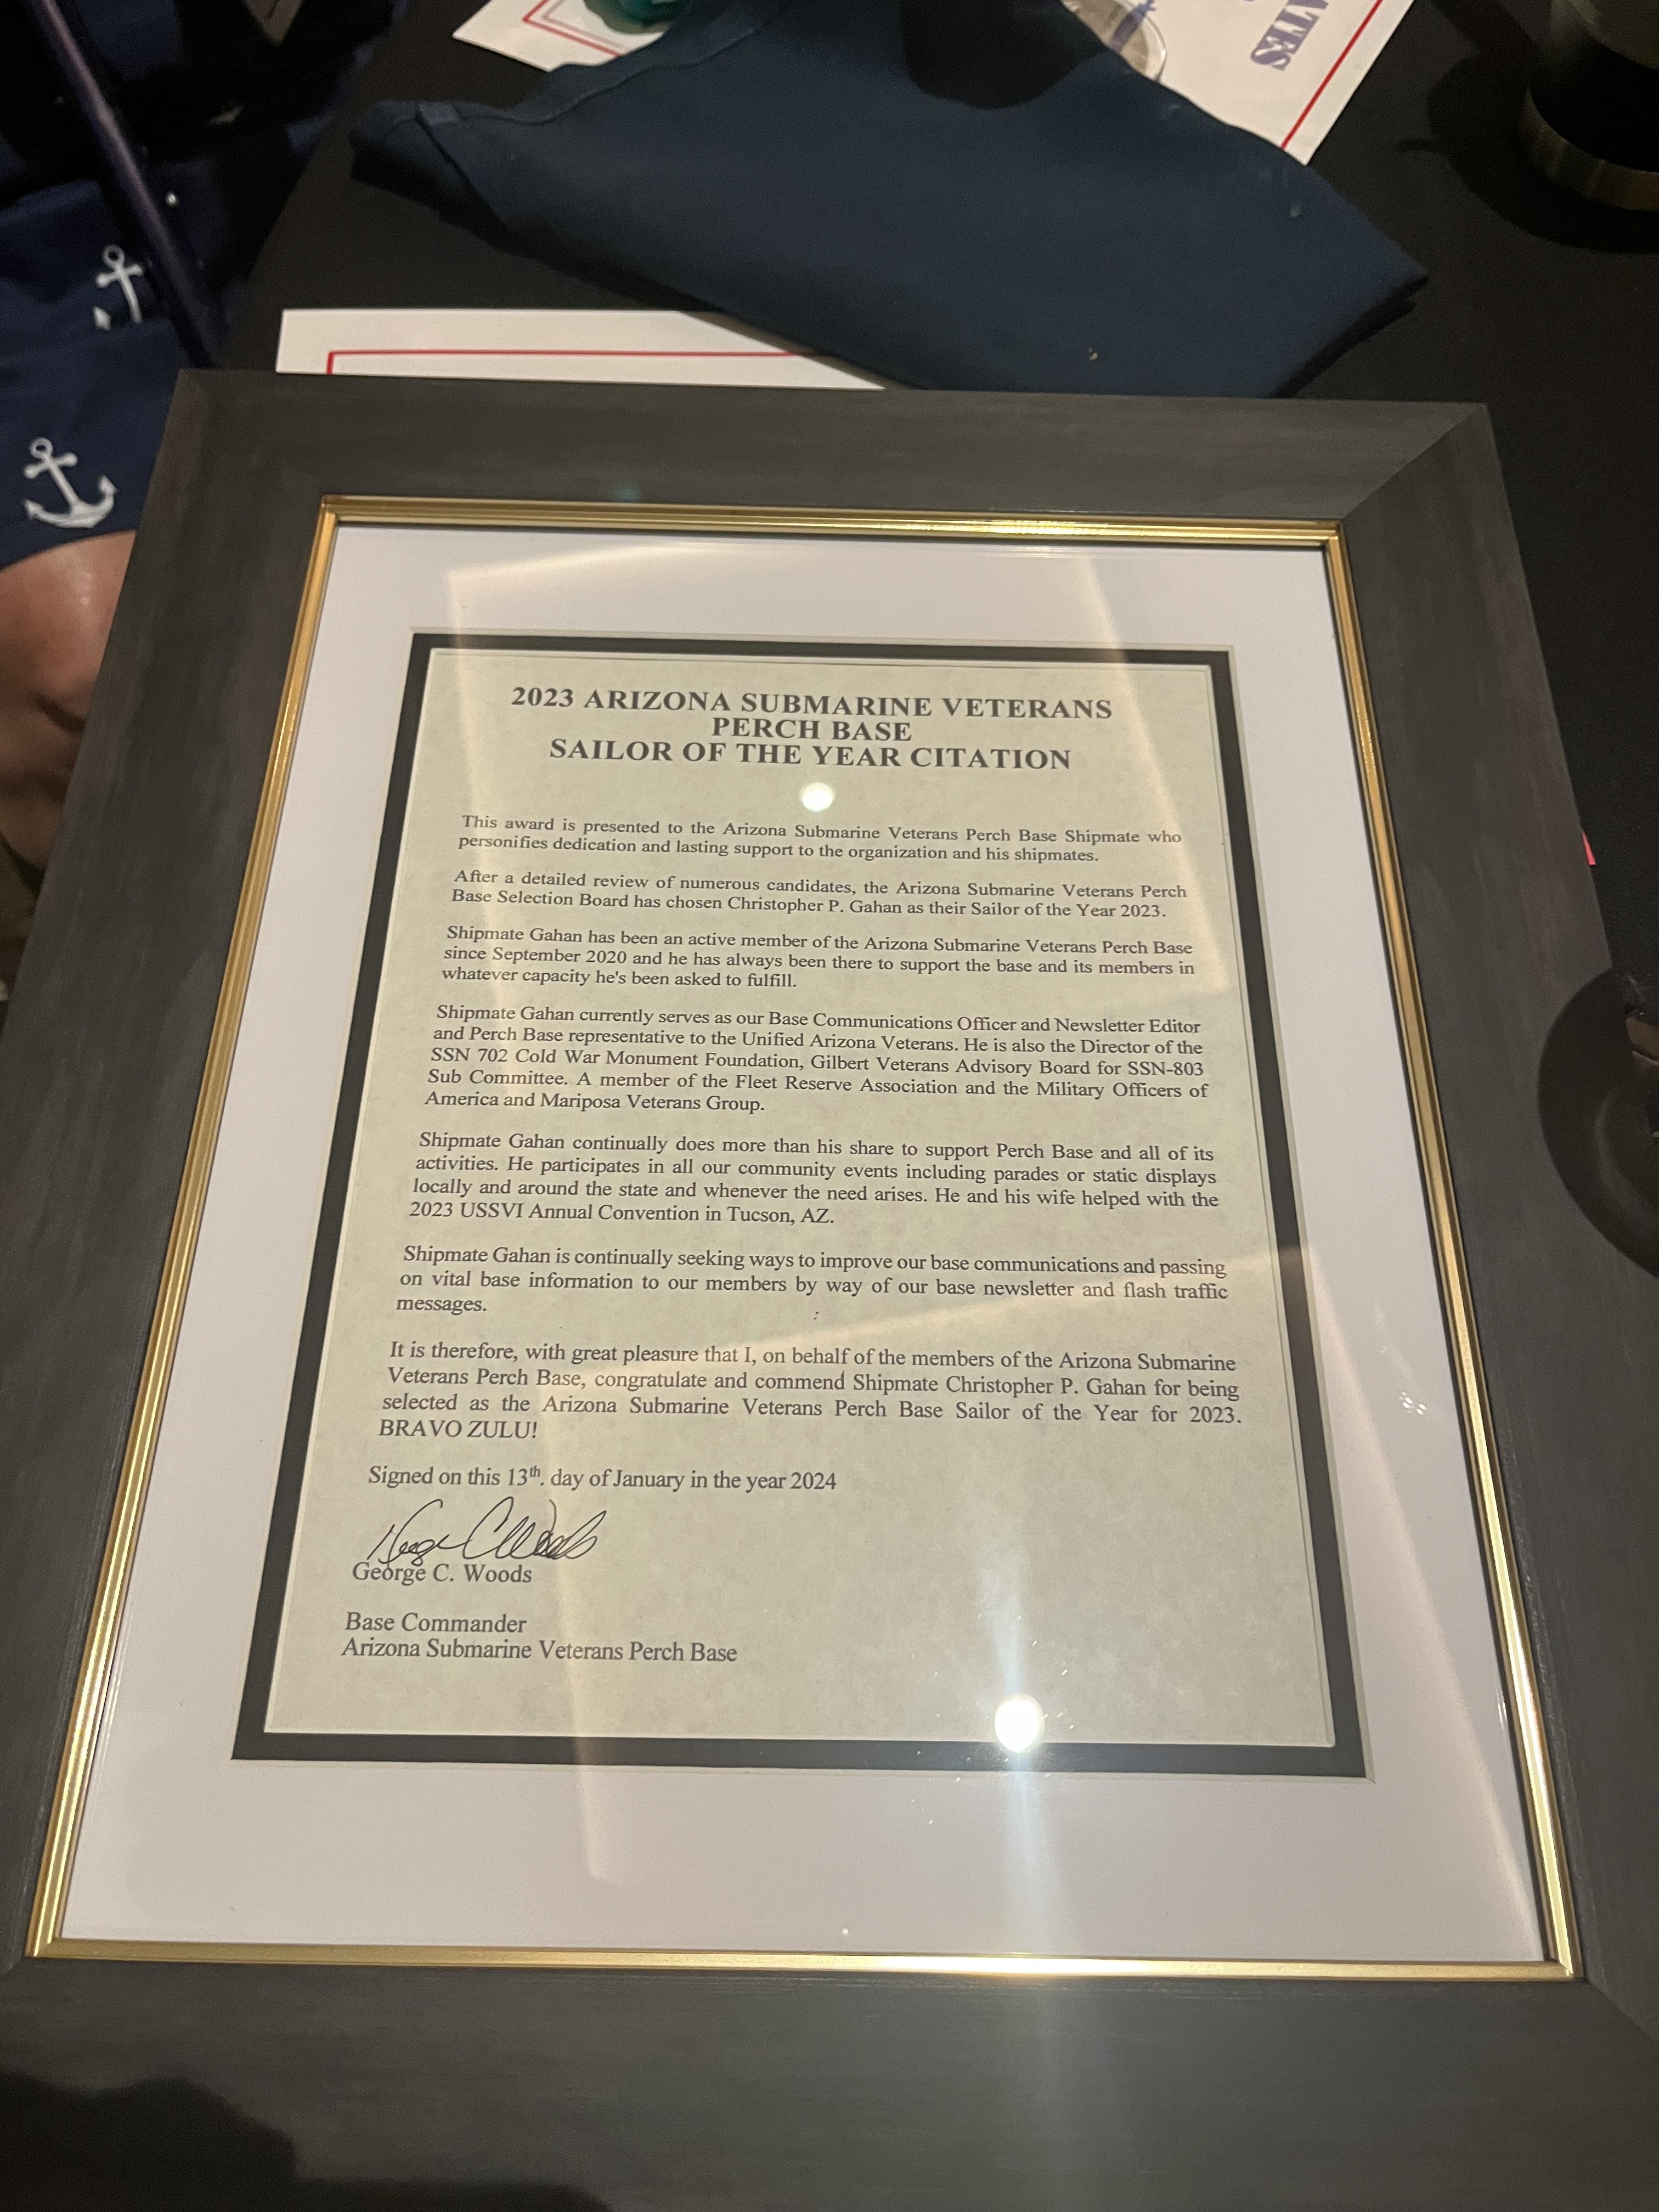 ATES
2023 ARIZONA SUBMARINE VETERANS
PERCH BASE
SAILOR OF THE YEAR CITATION
This award is presented to the Arizona Submarine Veterans Perch Base Shipmate who
personifies dedication and lasting support to the organization and his shipmates.
After a detailed review of numerous candidates, the Arizona Submarine Veterans Perch
Base Selection Board has chosen Christopher P. Gahan as their Sailor of the Year 2023.
Shipmate Gahan has been an active member of the Arizona Submarine Veterans Perch Base
since September 2020 and he has always been there to support the base and its members in
whatever capacity he's been asked to fulfill.
Shipmate Gahan currently serves as our Base Communications Officer and Newsletter Editor
and Perch Base representative to the Unified Arizona Veterans. He is also the Director of the
SSN 702 Cold War Monument Foundation, Gilbert Veterans Advisory Board for SSN-803
Sub Committee. A member of the Fleet Reserve Association and the Military Officers of
America and Mariposa Veterans Group.
Shipmate Gahan continually does more than his share to support Perch Base and all of its
activities. He participates in all our community events including parades or static displays
locally and around the state and whenever the need arises. He and his wife helped with the
2023 USSVI Annual Convention in Tucson, AZ.
Shipmate Gahan is continually seeking ways to improve our base communications and passing
on vital base information to our members by way of our base newsletter and flash traffic
messages.
It is therefore, with great pleasure that I, on behalf of the members of the Arizona Submarine
Veterans Perch Base, congratulate and commend Shipmate Christopher P. Gahan for being
selected as the Arizona Submarine Veterans Perch Base Sailor of the Year for 2023.
BRAVO ZULU!
Signed on this 13th. day of January in the year 2024
George C. Woods
Base Commander
Arizona Submarine Veterans Perch Base